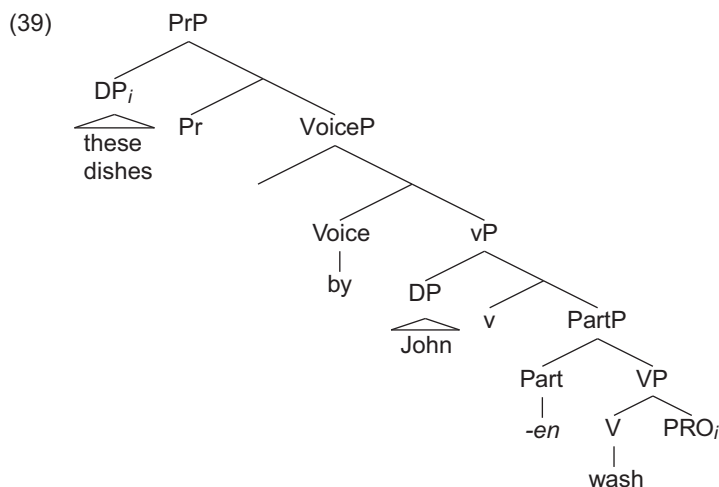 (39) PrP
DPi
these
dishes
Pr VoiceP
Voice vP
by
DP
John
v PartP
Part VP
-en
V PROi
wash